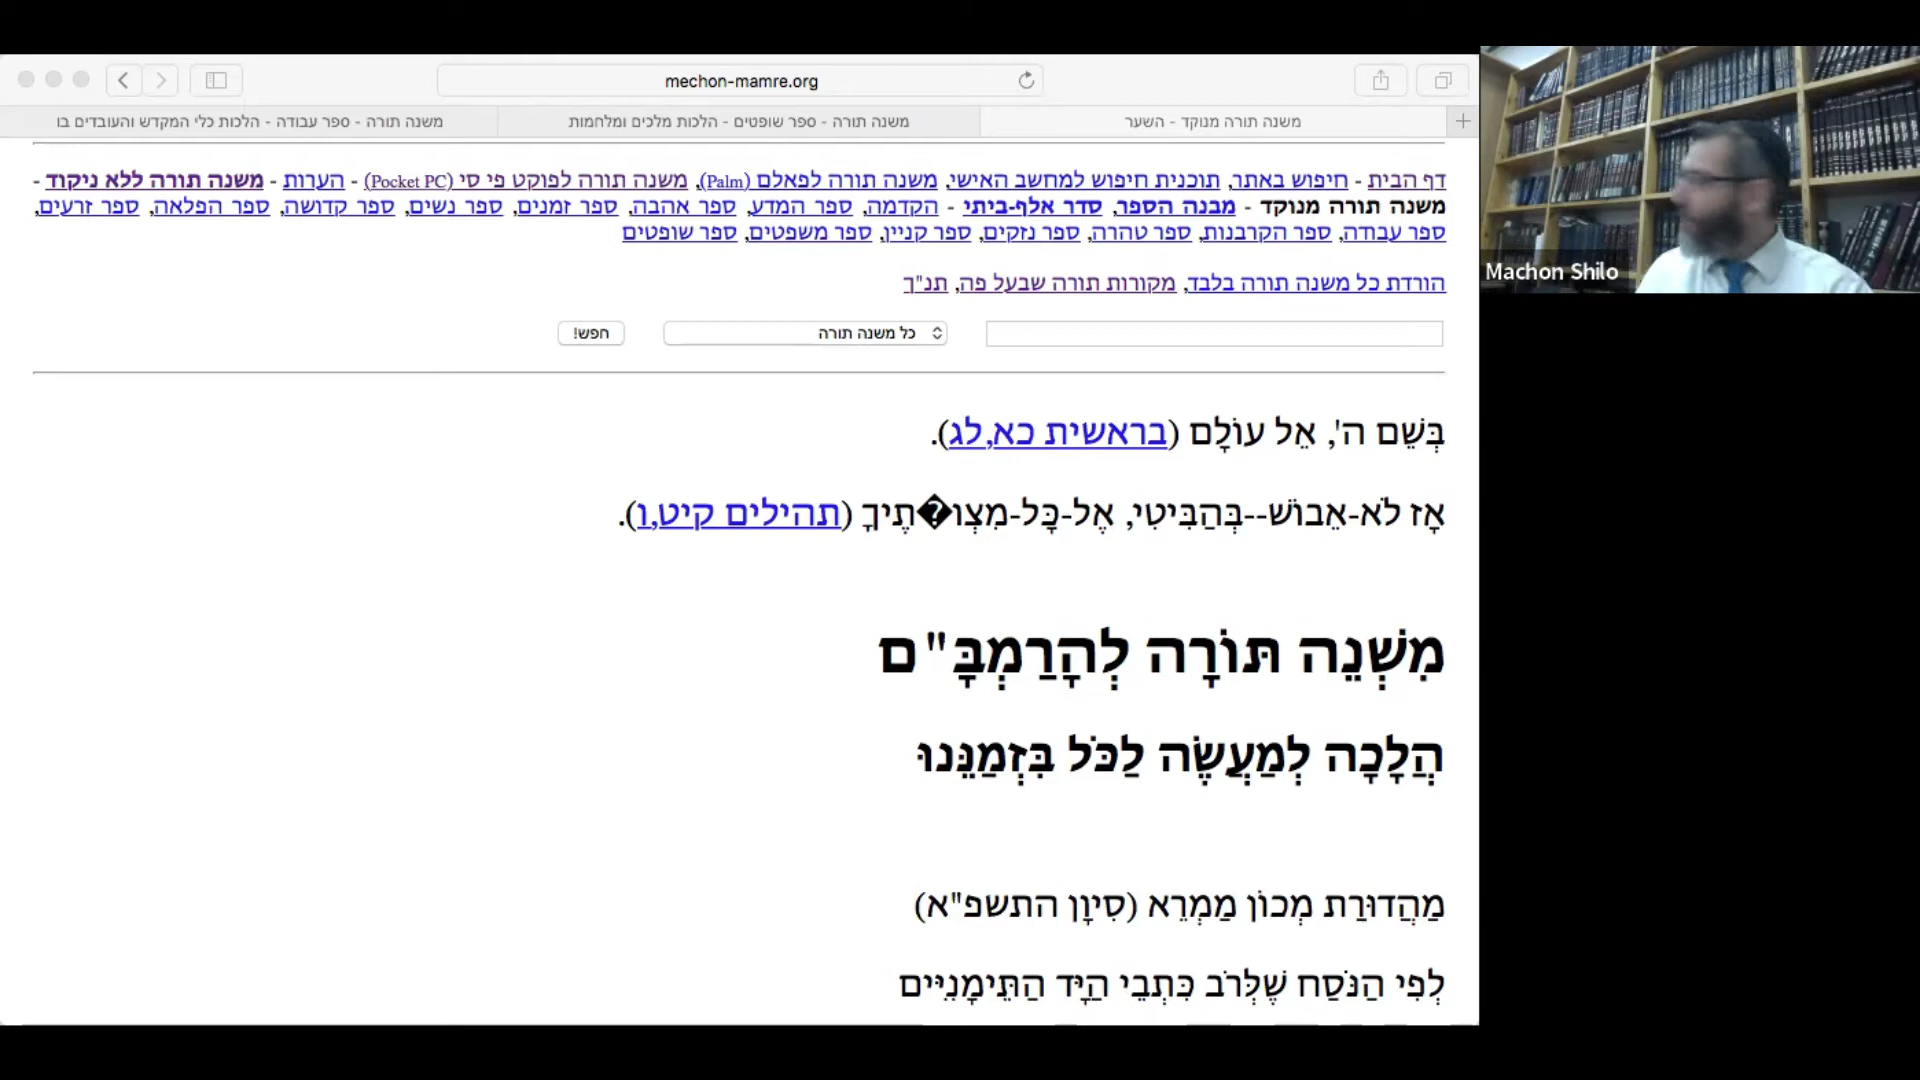 mechon-mamre.org
משנה תורה מנוקד - השער
משנה תורה - ספר שופטים - הלכות מלכים ומלחמות
משנה תורה - ספר עבודה - הלכות כלי המקדש והעובדים בו
דף הבית - חיפוש באתר, תוכנית חיפוש למחשב האישי, משנה תורה לפאלם (Palm), משנה תורה לפוקט פי סי (Pocket PC) - הערות - משנה תורה ללא ניקוד -
משנה תורה מנוקד - מבנה הספר, סדר אלף-ביתי - הקדמה, ספר המדע, ספר אהבה, ספר זמנים, ספר נשים, ספר קדושה, ספר הפלאה, ספר זרעים,
ספר עבודה, ספר הקרבנות, ספר טהרה, ספר נזקים, ספר קניין, ספר משפטים, ספר שופטים
הורדת כל משנה תורה בלבד, מקורות תורה שבעל פה, תנ"ך
כל משנה תורה
חפש!
בְּשֵׁם ה', אֵל עוֹלָם (בראשית כא,לג).
אָז לֹא-אֵבוֹשׁ--בְּהַבִּיטִי, אֶל-כָּל-מִצְו�תֶיךָ (תהילים קיט,ו).
מִשְׁנֵה תּוֹרָה לְהָרַמְבָּ"ם
הֲלָכָה לְמַעֲשֶׂה לַכֹּל בִּזְמַנֵּנוּ
מַהֲדוּרַת מְכוֹן מַמְרֵא (סִיוָן התשפ"א)
לְפִי הַנֹּסַח שֶׁלְּרֹב כִּתְבֵי הַיָּד הַתֵּימָנִיִּים
Machon Shilo